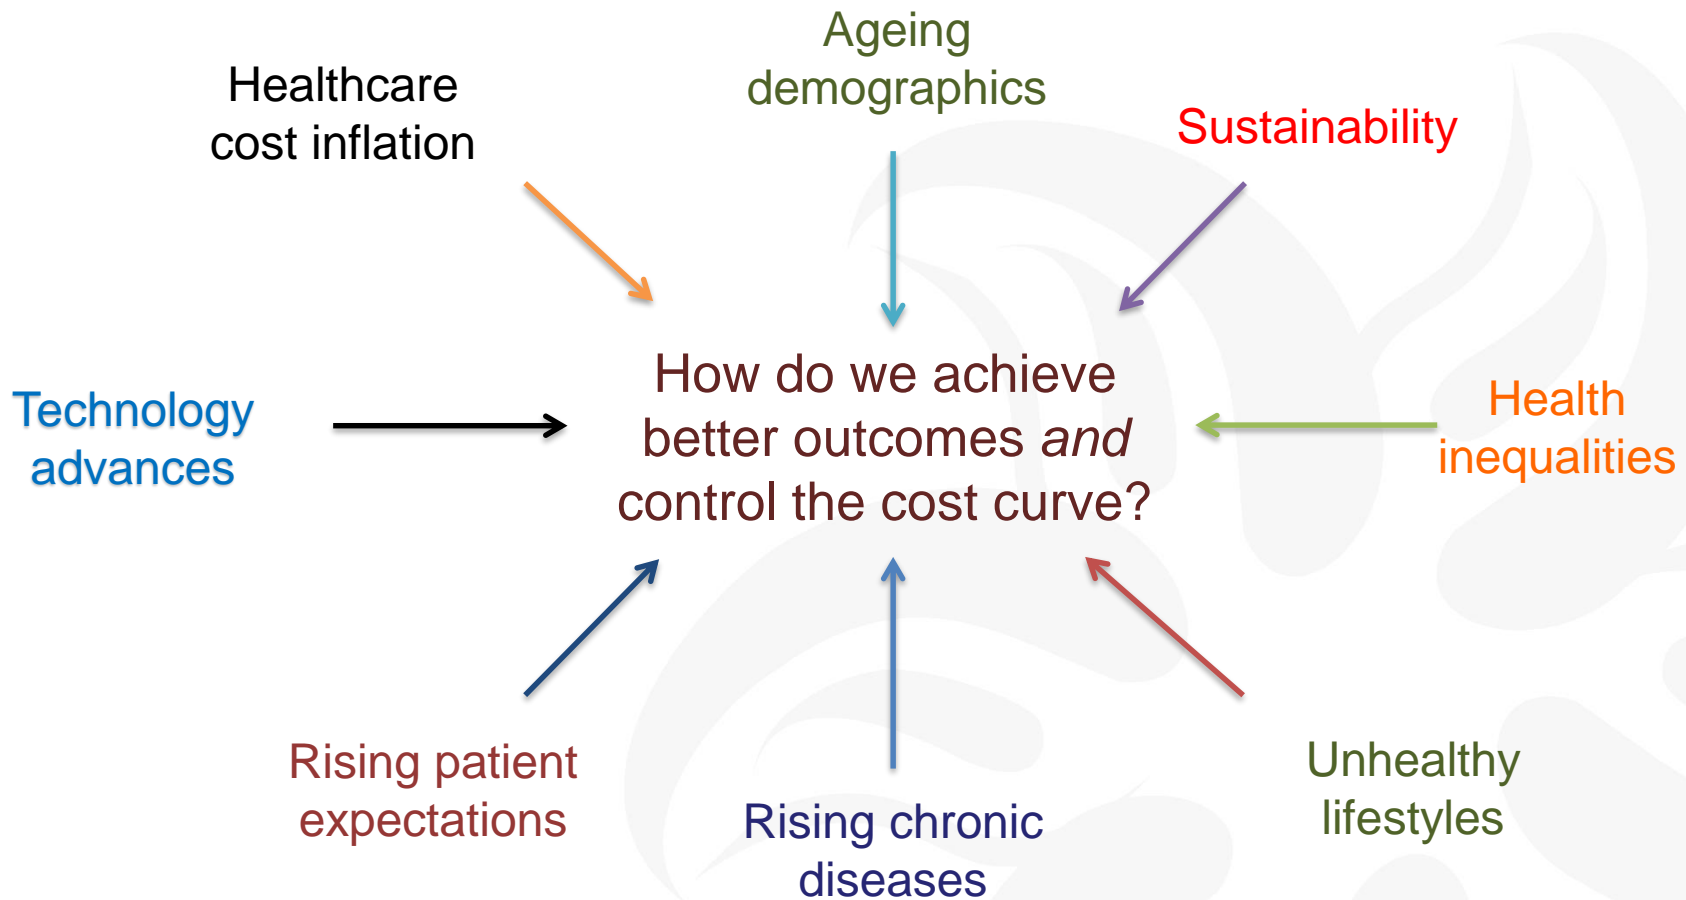 Ageing
demographics
Healthcare
cost inflation
Sustainability
How do we achieve
better outcomes and
control the cost curve?
Technology
advances
Health
inequalities
Rising patient
expectations
Rising chronic
diseases
Unhealthy
lifestyles